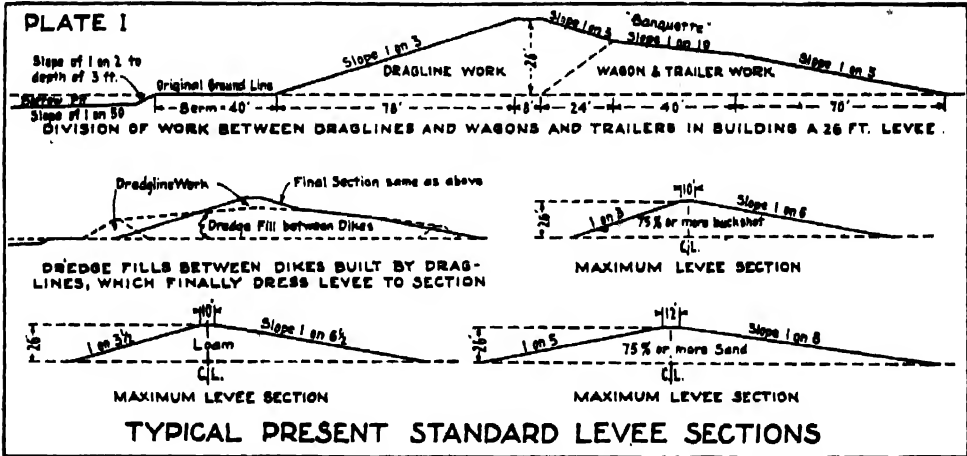 PLATE I
Slope of 1 on 2 to
depth of 3 ft.
Original Ground Line
Borrow Pit
Slope of 1 on 50
Slope 1 on 3
26'
Slope 1 on 3
"Banquette"
Slope 1 on 10
Slope 1 on 5
DRAGLINE WORK
WAGON & TRAILER WORK
Berm-40'
78'
8'
24'
40'
70'
DIVISION OF WORK BETWEEN DRAGLINES AND WAGONS AND TRAILERS IN BUILDING A 26 FT. LEVEE.
Dragline Work
Final Section same as above
Dredge Fill between Dikes
DREDGE FILLS BETWEEN DIKES BUILT BY DRAG-
LINES, WHICH FINALLY DRESS LEVEE TO SECTION
10'
26'
1 on 3
75% or more buckshot
Slope 1 on 6
C.L.
MAXIMUM LEVEE SECTION
10'
26'
1 on 3½
Loam
Slope 1 on 6½
C.L.
MAXIMUM LEVEE SECTION
12'
26'
1 on 5
75% or more Sand
Slope 1 on 8
C.L.
MAXIMUM LEVEE SECTION
TYPICAL PRESENT STANDARD LEVEE SECTIONS